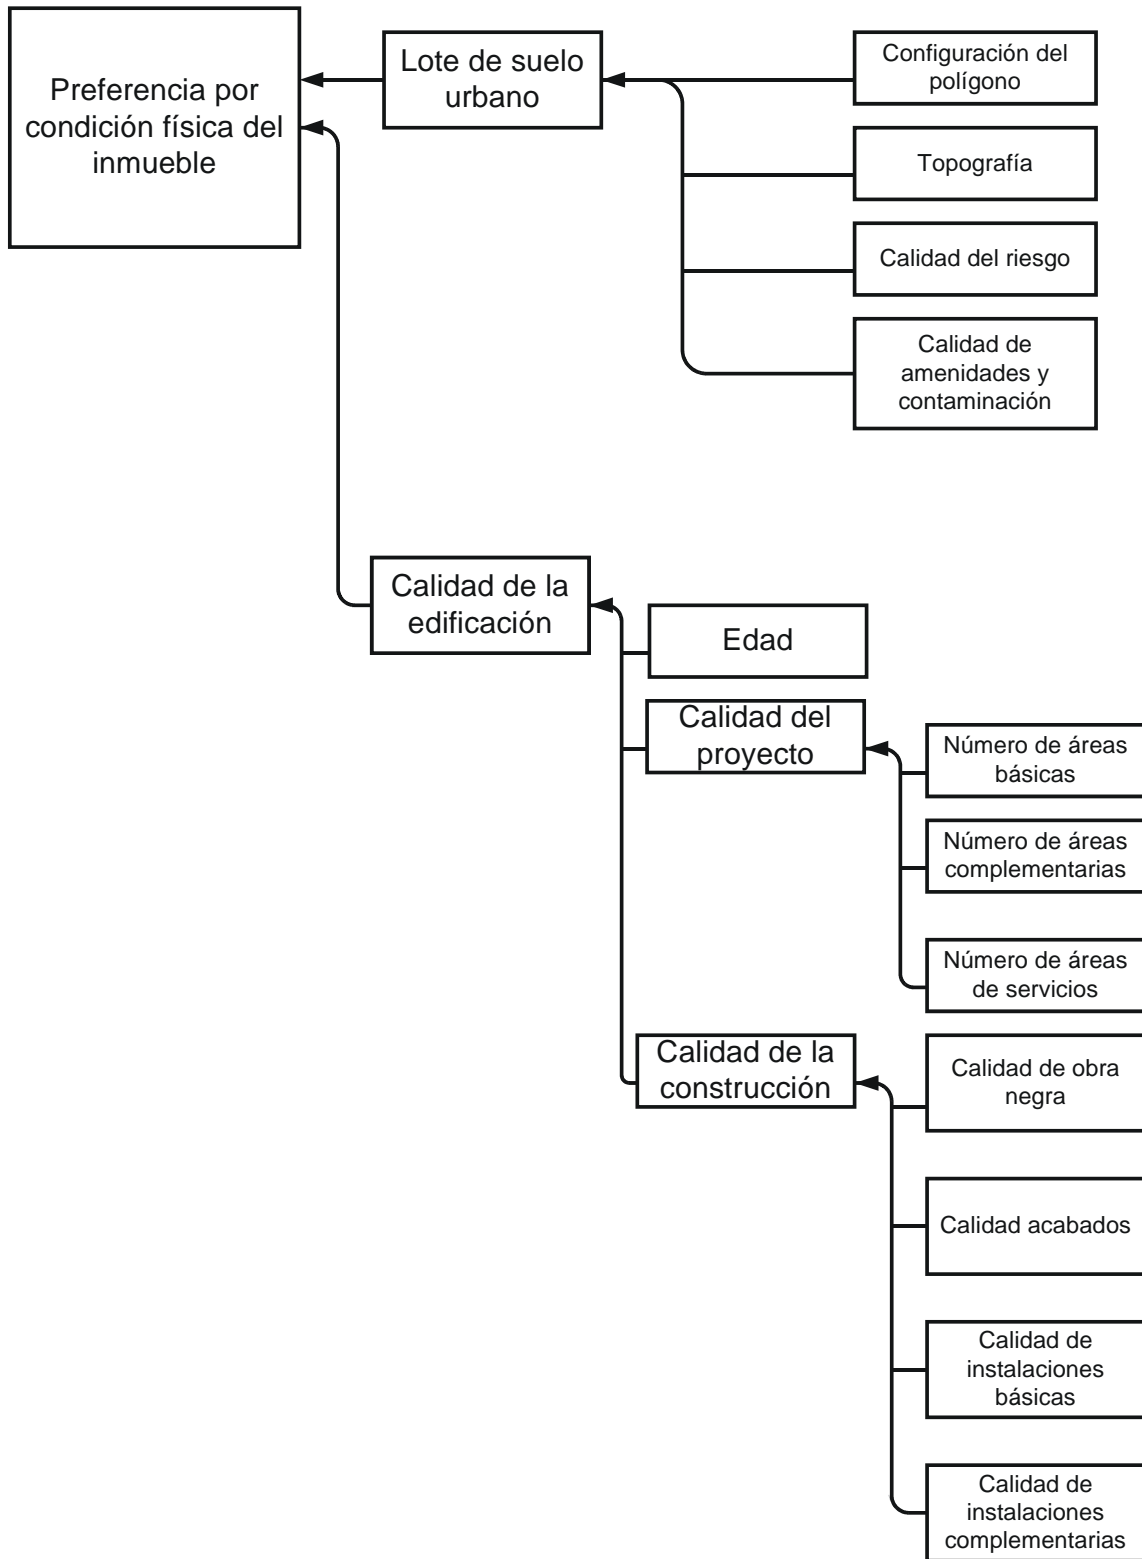 Preferencia por
condición física del
inmueble
Lote de suelo
urbano
Configuración del
polígono
Topografía
Calidad del riesgo
Calidad de
amenidades y
contaminación
Calidad de la
edificación
Edad
Calidad del
proyecto
Número de áreas
básicas
Número de áreas
complementarias
Número de áreas
de servicios
Calidad de la
construcción
Calidad de obra
negra
Calidad acabados
Calidad de
instalaciones
básicas
Calidad de
instalaciones
complementarias